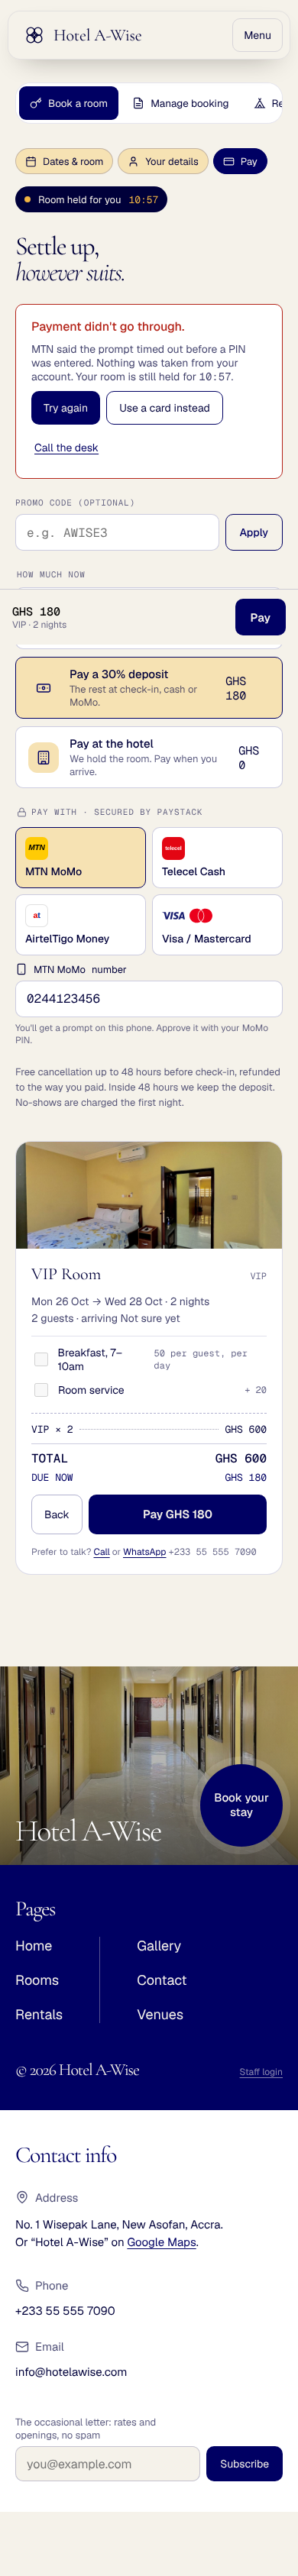 Hotel A-Wise
Menu
Book a room
Manage booking
Re
Dates & room
Your details
Pay
Room held for you 10:57
Settle up,
however suits.
Payment didn't go through.
MTN said the prompt timed out before a PIN
was entered. Nothing was taken from your
account. Your room is still held for 10:57.
Try again
Use a card instead
Call the desk
PROMO CODE (OPTIONAL)
e.g. AWISE3
Apply
HOW MUCH NOW
GHS 180
VIP · 2 nights
Pay
Pay a 30% deposit
The rest at check-in, cash or
MoMo.
GHS
180
Pay at the hotel
We hold the room. Pay when you
arrive.
GHS
0
PAY WITH · SECURED BY PAYSTACK
MTN
MTN MoMo
telecel
Telecel Cash
at
AirtelTigo Money
VISA
Visa / Mastercard
MTN MoMo number
0244123456
You'll get a prompt on this phone. Approve it with your MoMo
PIN.
Free cancellation up to 48 hours before check-in, refunded
to the way you paid. Inside 48 hours we keep the deposit.
No-shows are charged the first night.
VIP Room
VIP
Mon 26 Oct → Wed 28 Oct · 2 nights
2 guests · arriving Not sure yet
Breakfast, 7–
10am
50 per guest, per
day
Room service
+ 20
VIP × 2
GHS 600
TOTAL
GHS 600
DUE NOW
GHS 180
Back
Pay GHS 180
Prefer to talk? Call or WhatsApp +233 55 555 7090
Hotel A-Wise
Book your
stay
Pages
Home
Gallery
Rooms
Contact
Rentals
Venues
© 2026 Hotel A-Wise
Staff login
Contact info
Address
No. 1 Wisepak Lane, New Asofan, Accra.
Or “Hotel A-Wise” on Google Maps.
Phone
+233 55 555 7090
Email
info@hotelawise.com
The occasional letter: rates and
openings, no spam
you@example.com
Subscribe